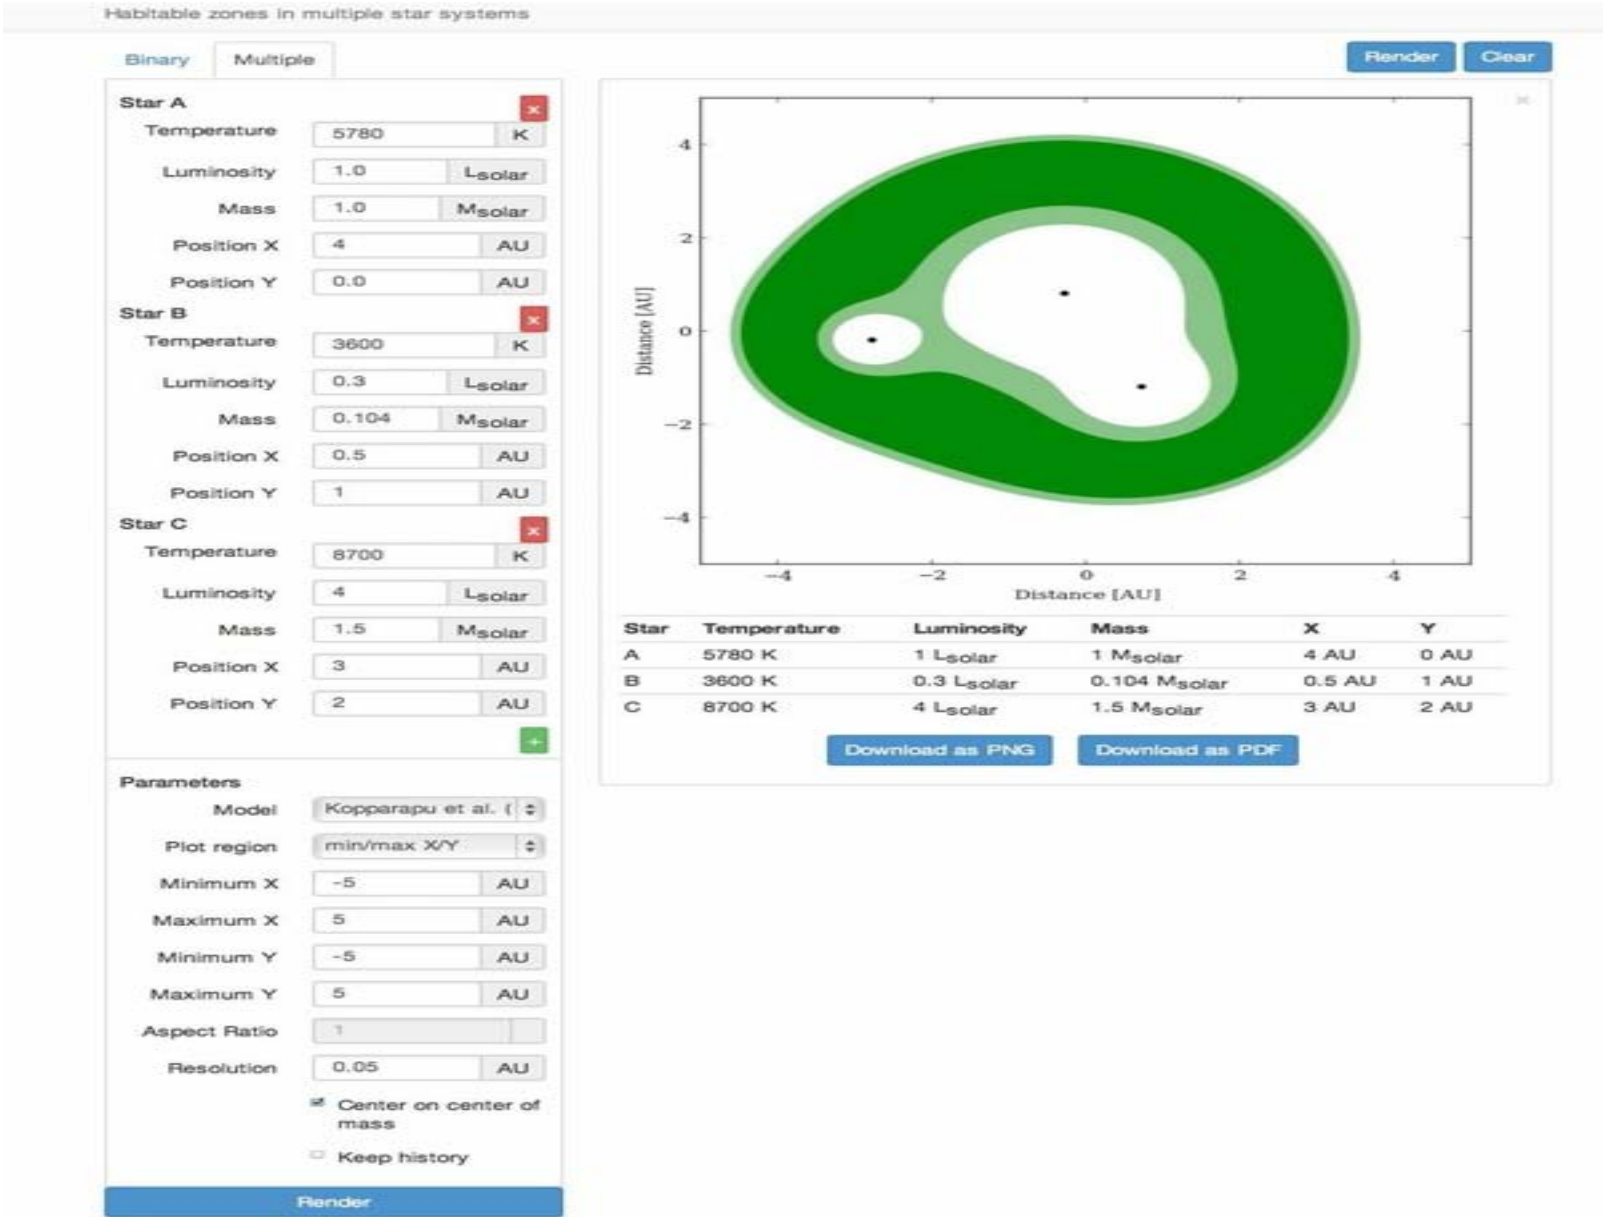 Habitable zones in multiple star systems
Binary Multiple
Render Clear
Star A x
Temperature 5780 K
Luminosity 1.0 Lsolar
Mass 1.0 Msolar
Position X 4 AU
Position Y 0.0 AU
Star B x
Temperature 3600 K
Luminosity 0.3 Lsolar
Mass 0.104 Msolar
Position X 0.5 AU
Position Y 1 AU
Star C x
Temperature 8700 K
Luminosity 4 Lsolar
Mass 1.5 Msolar
Position X 3 AU
Position Y 2 AU
+
Parameters
Model Kopparapu et al. (
Plot region min/max X/Y
Minimum X -5 AU
Maximum X 5 AU
Minimum Y -5 AU
Maximum Y 5 AU
Aspect Ratio 1
Resolution 0.05 AU
Center on center of
mass
Keep history
Render
×
4
2
0
−2
−4
Distance [AU]
−4 −2 0 2 4
Distance [AU]
Star Temperature Luminosity Mass X Y
A 5780 K 1 Lsolar 1 Msolar 4 AU 0 AU
B 3600 K 0.3 Lsolar 0.104 Msolar 0.5 AU 1 AU
C 8700 K 4 Lsolar 1.5 Msolar 3 AU 2 AU
Download as PNG Download as PDF